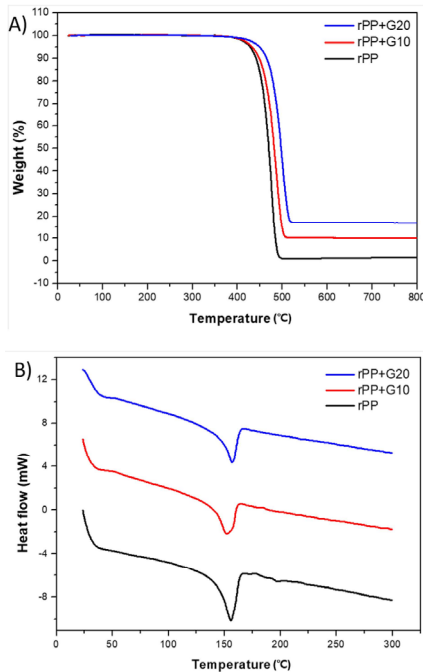 A)
110
100
90
80
70
60
50
40
30
20
10
0
-10
Weight (%)
rPP+G20
rPP+G10
rPP
0 100 200 300 400 500 600 700 800
Temperature (℃)
B)
12
8
4
0
-4
-8
Heat flow (mW)
rPP+G20
rPP+G10
rPP
0 50 100 150 200 250 300
Temperature (℃)